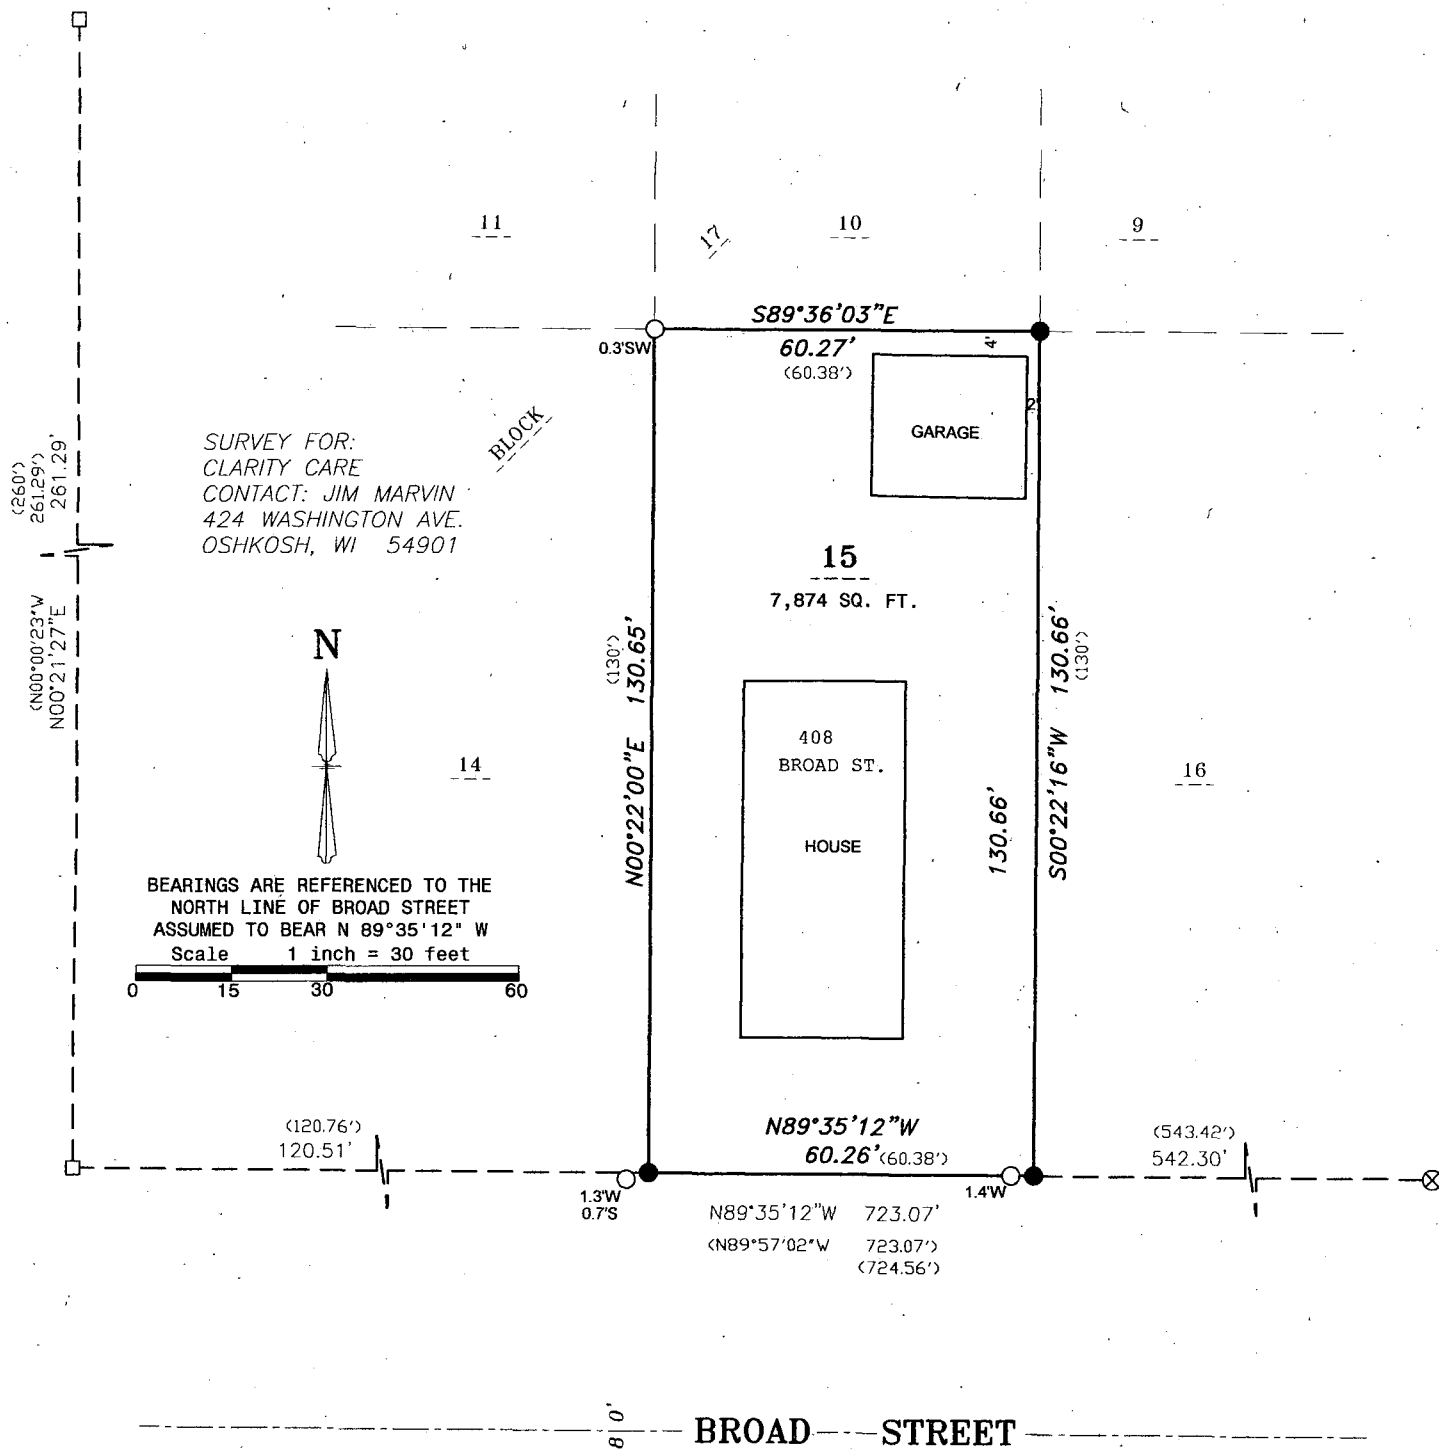 11
17
10
9
S89°36'03"E
60.27'
(60.38')
0.3'SW
4'
2'
GARAGE
BLOCK
SURVEY FOR:
CLARITY CARE
CONTACT: JIM MARVIN
424 WASHINGTON AVE.
OSHKOSH, WI 54901
(260')
261.29')
261.29'
(N00°00'23"W
N00°21'27"E
15
7,874 SQ. FT.
N
(130')
N00°22'00"E 130.65'
S00°22'16"W 130.66'
(130')
130.66'
14
16
408
BROAD ST.
HOUSE
BEARINGS ARE REFERENCED TO THE
NORTH LINE OF BROAD STREET
ASSUMED TO BEAR N 89°35'12" W
Scale 1 inch = 30 feet
0 15 30 60
(120.76')
120.51'
N89°35'12"W
60.26' (60.38')
(543.42')
542.30'
1.3'W
0.7'S
1.4'W
N89°35'12"W 723.07'
(N89°57'02"W 723.07')
(724.56')
80'
BROAD STREET